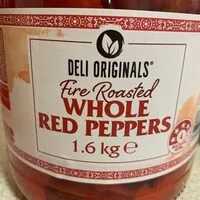 DELI ORIGINALS®
Fire Roasted
WHOLE
RED PEPPERS
1.6 kg ℮